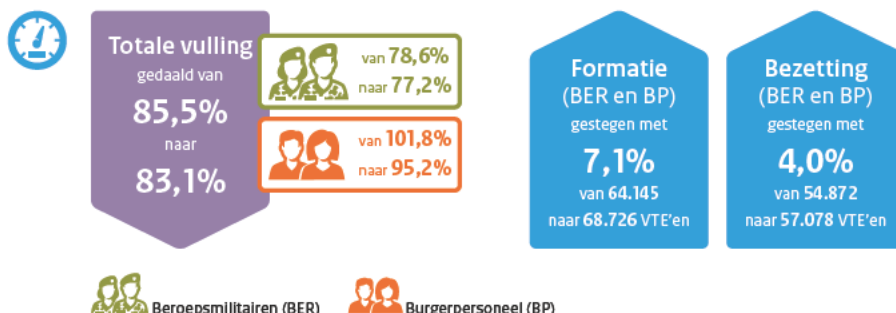 Totale vulling
gedaald van
85,5%
naar
83,1%
van 78,6%
naar 77,2%
van 101,8%
naar 95,2%
Formatie
(BER en BP)
gestegen met
7,1%
van 64.145
naar 68.726 VTE'en
Bezetting
(BER en BP)
gestegen met
4,0%
van 54.872
naar 57.078 VTE'en
Beroepsmilitairen (BER)
Burgerpersoneel (BP)